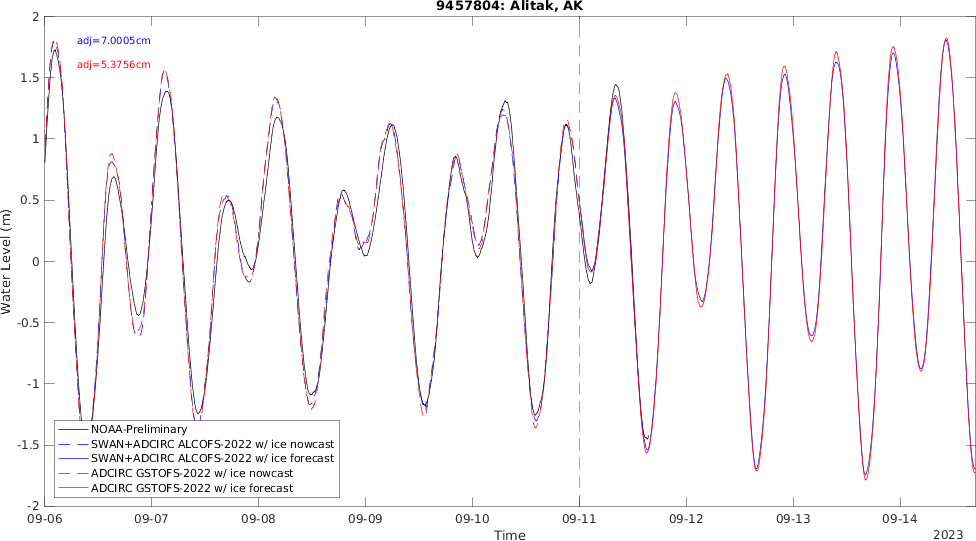 9457804: Alitak, AK
adj=7.0005cm
adj=5.3756cm
Water Level (m)
2
1.5
1
0.5
0
-0.5
-1
-1.5
-2
NOAA-Preliminary
SWAN+ADCIRC ALCOFS-2022 w/ ice nowcast
SWAN+ADCIRC ALCOFS-2022 w/ ice forecast
ADCIRC GSTOFS-2022 w/ ice nowcast
ADCIRC GSTOFS-2022 w/ ice forecast
09-06 09-07 09-08 09-09 09-10 09-11 09-12 09-13 09-14
Time
2023